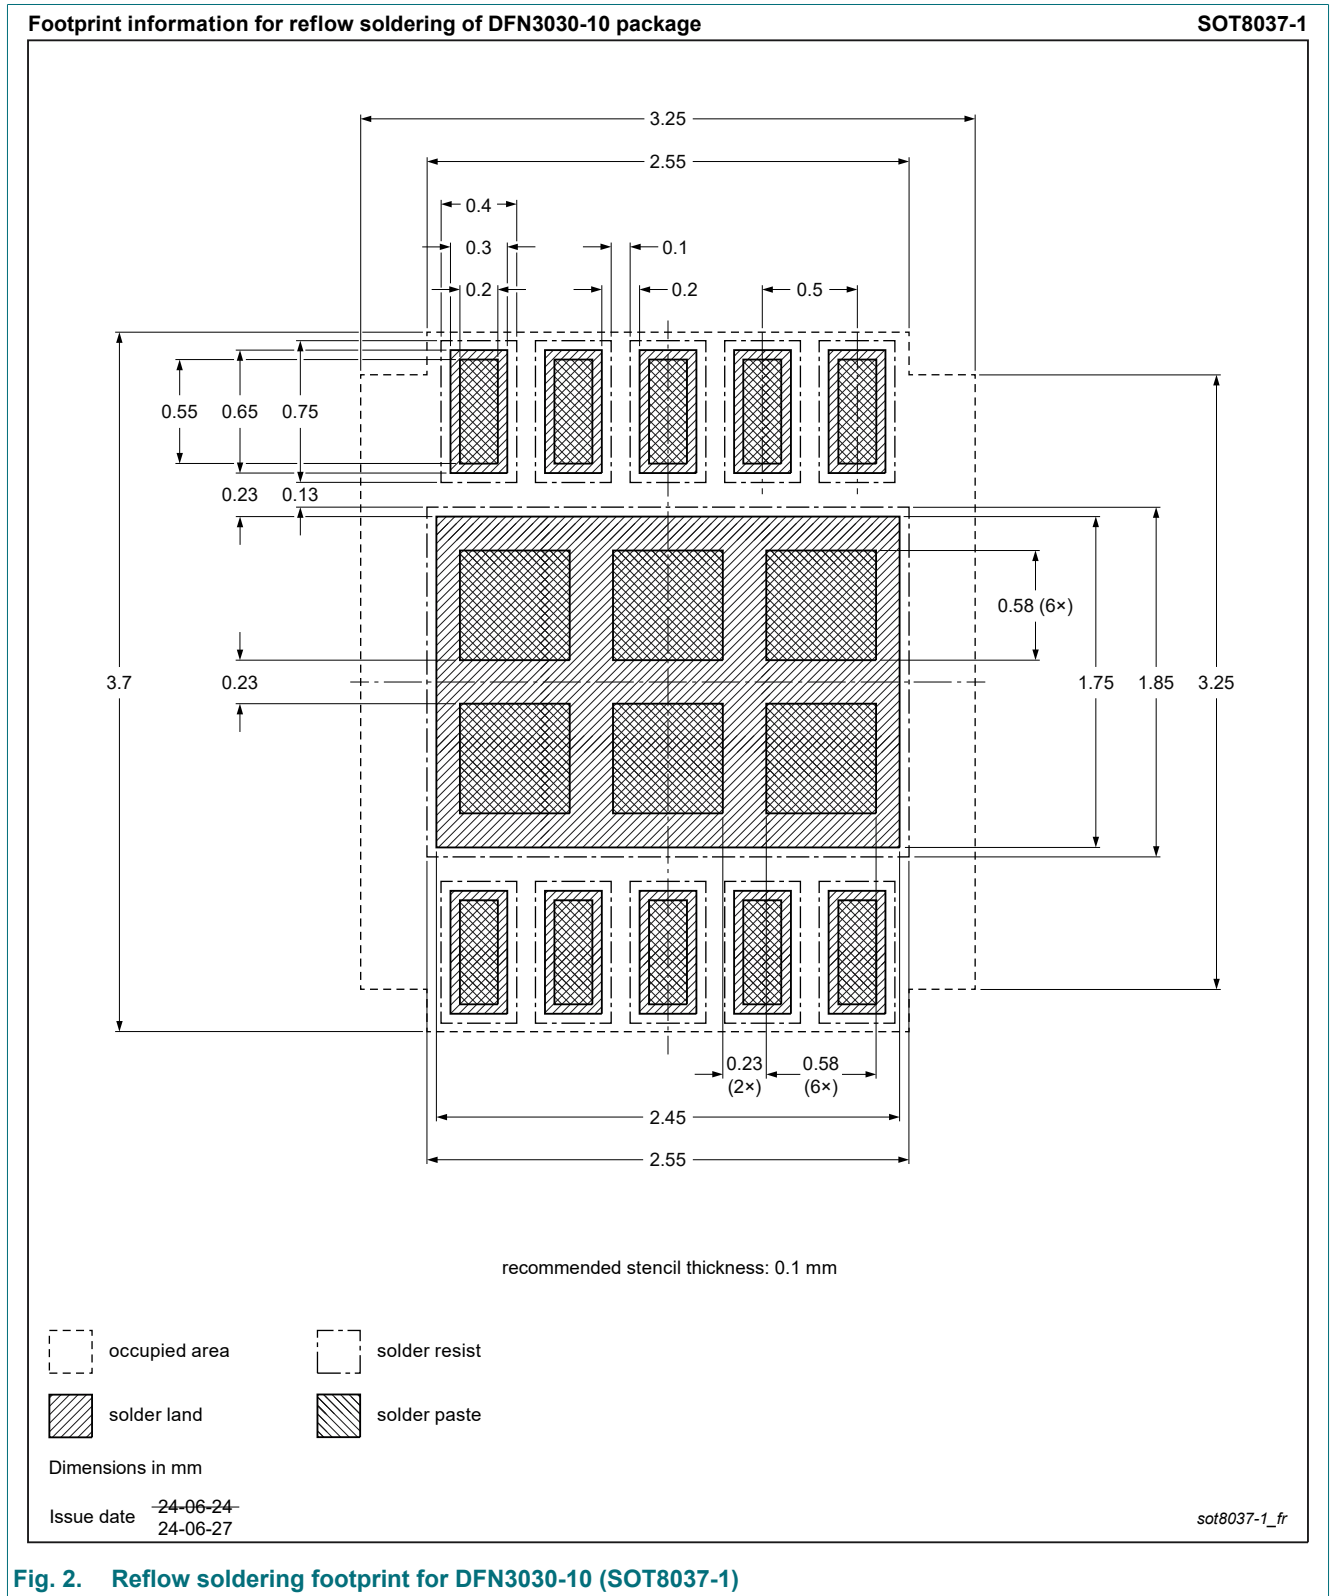 Footprint information for reflow soldering of DFN3030-10 package SOT8037-1
3.25
2.55
0.4
0.3 0.1
0.2 0.2 0.5
0.55 0.65 0.75
0.23 0.13
0.58 (6×)
3.7 0.23 1.75 1.85 3.25
0.23 0.58
(2×) (6×)
2.45
2.55
recommended stencil thickness: 0.1 mm
occupied area solder resist
solder land solder paste
Dimensions in mm
Issue date 24-06-24
24-06-27
sot8037-1_fr
Fig. 2. Reflow soldering footprint for DFN3030-10 (SOT8037-1)